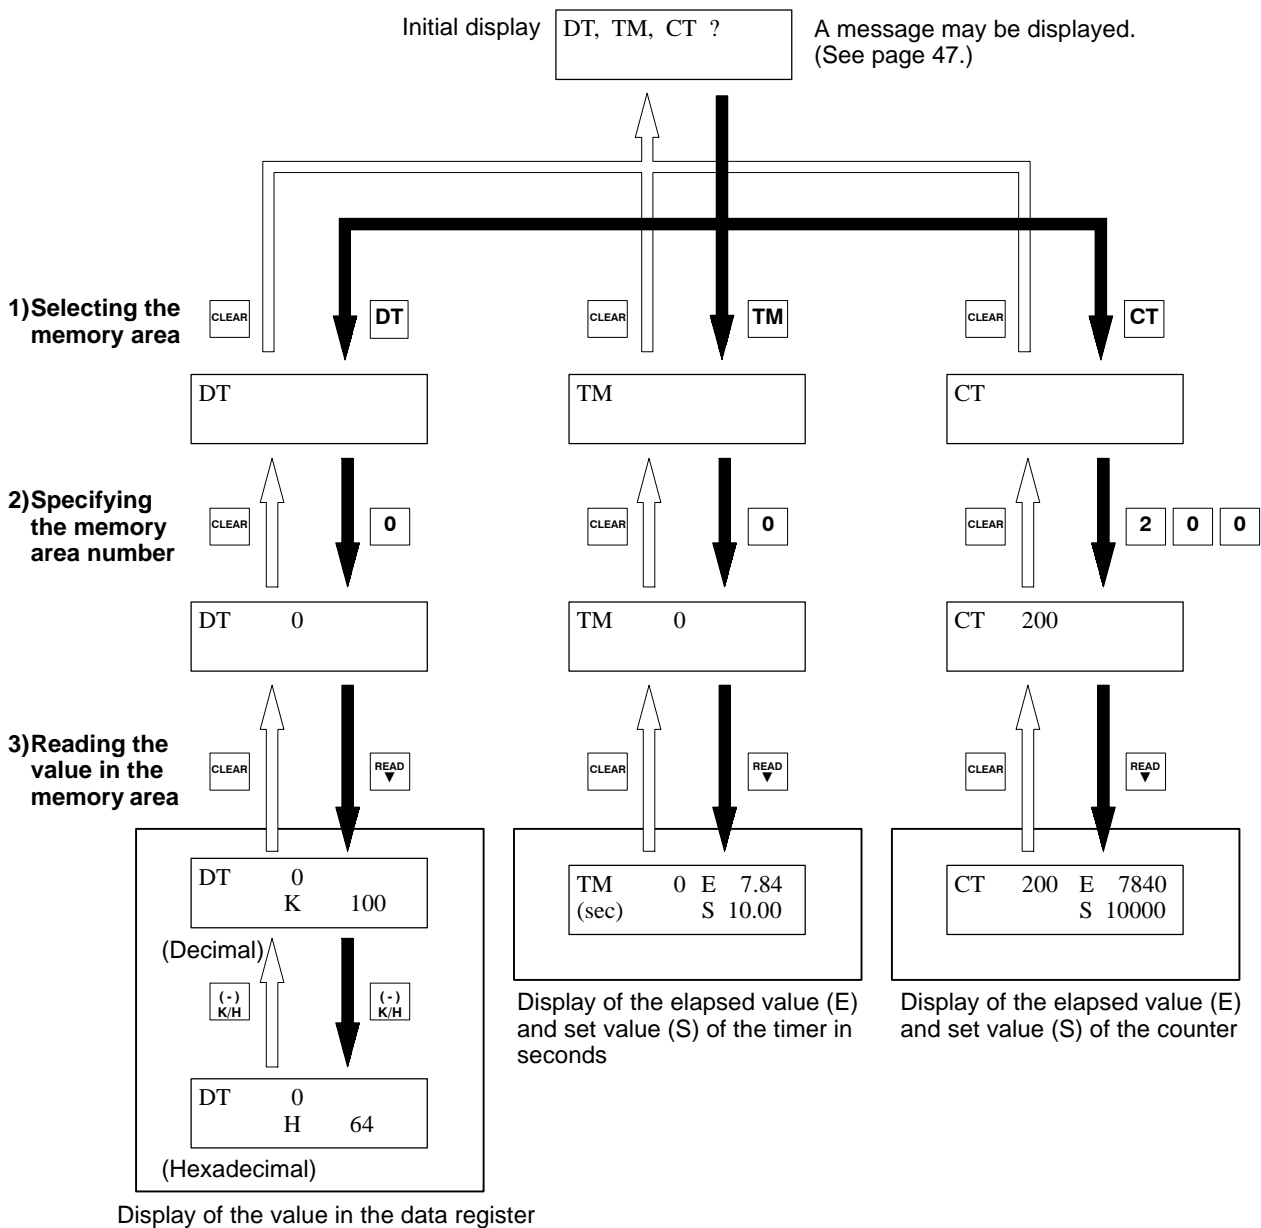 Initial display
DT, TM, CT ?
A message may be displayed.
(See page 47.)
1)Selecting the
memory area
CLEAR
DT
CLEAR
TM
CLEAR
CT
DT
TM
CT
2)Specifying
the memory
area number
CLEAR
0
CLEAR
0
CLEAR
2 0 0
DT 0
TM 0
CT 200
3)Reading the
value in the
memory area
CLEAR
READ
▼
CLEAR
READ
▼
CLEAR
READ
▼
DT 0
K 100
(Decimal)
(-)
K/H
(-)
K/H
DT 0
H 64
(Hexadecimal)
Display of the value in the data register
TM 0 E 7.84
(sec) S 10.00
Display of the elapsed value (E)
and set value (S) of the timer in
seconds
CT 200 E 7840
S 10000
Display of the elapsed value (E)
and set value (S) of the counter